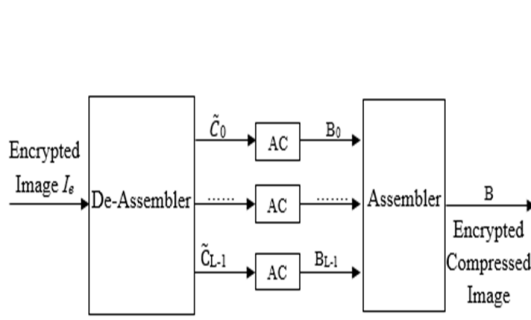 Encrypted
Image Iₑ
De-Assembler
C̃0
AC
B0
......
AC
.......
C̃L-1
AC
BL-1
Assembler
B
Encrypted
Compressed
Image